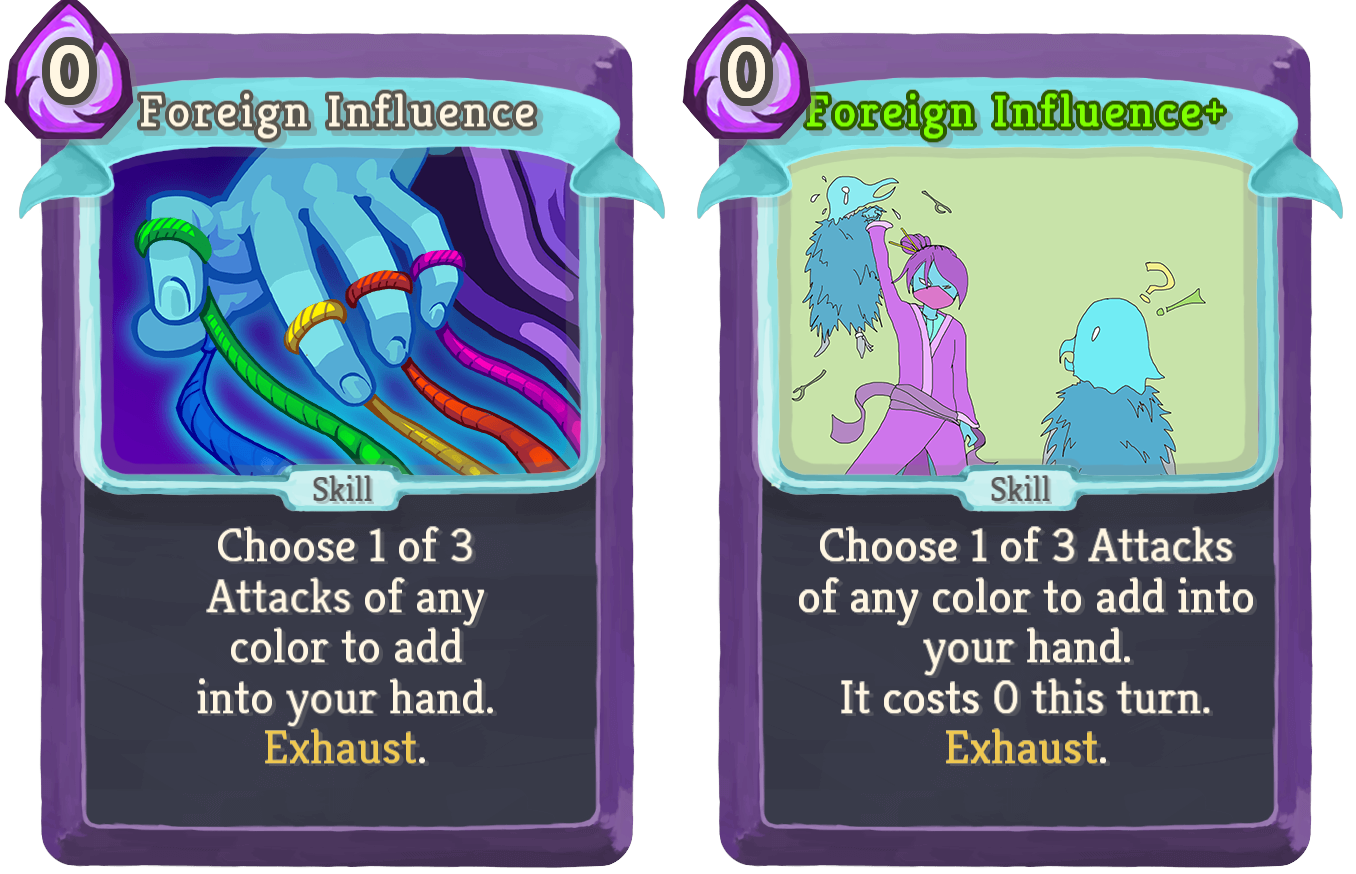 0
Foreign Influence
Skill
Choose 1 of 3
Attacks of any
color to add
into your hand.
Exhaust.
0
Foreign Influence+
?!
Skill
Choose 1 of 3 Attacks
of any color to add into
your hand.
It costs 0 this turn.
Exhaust.